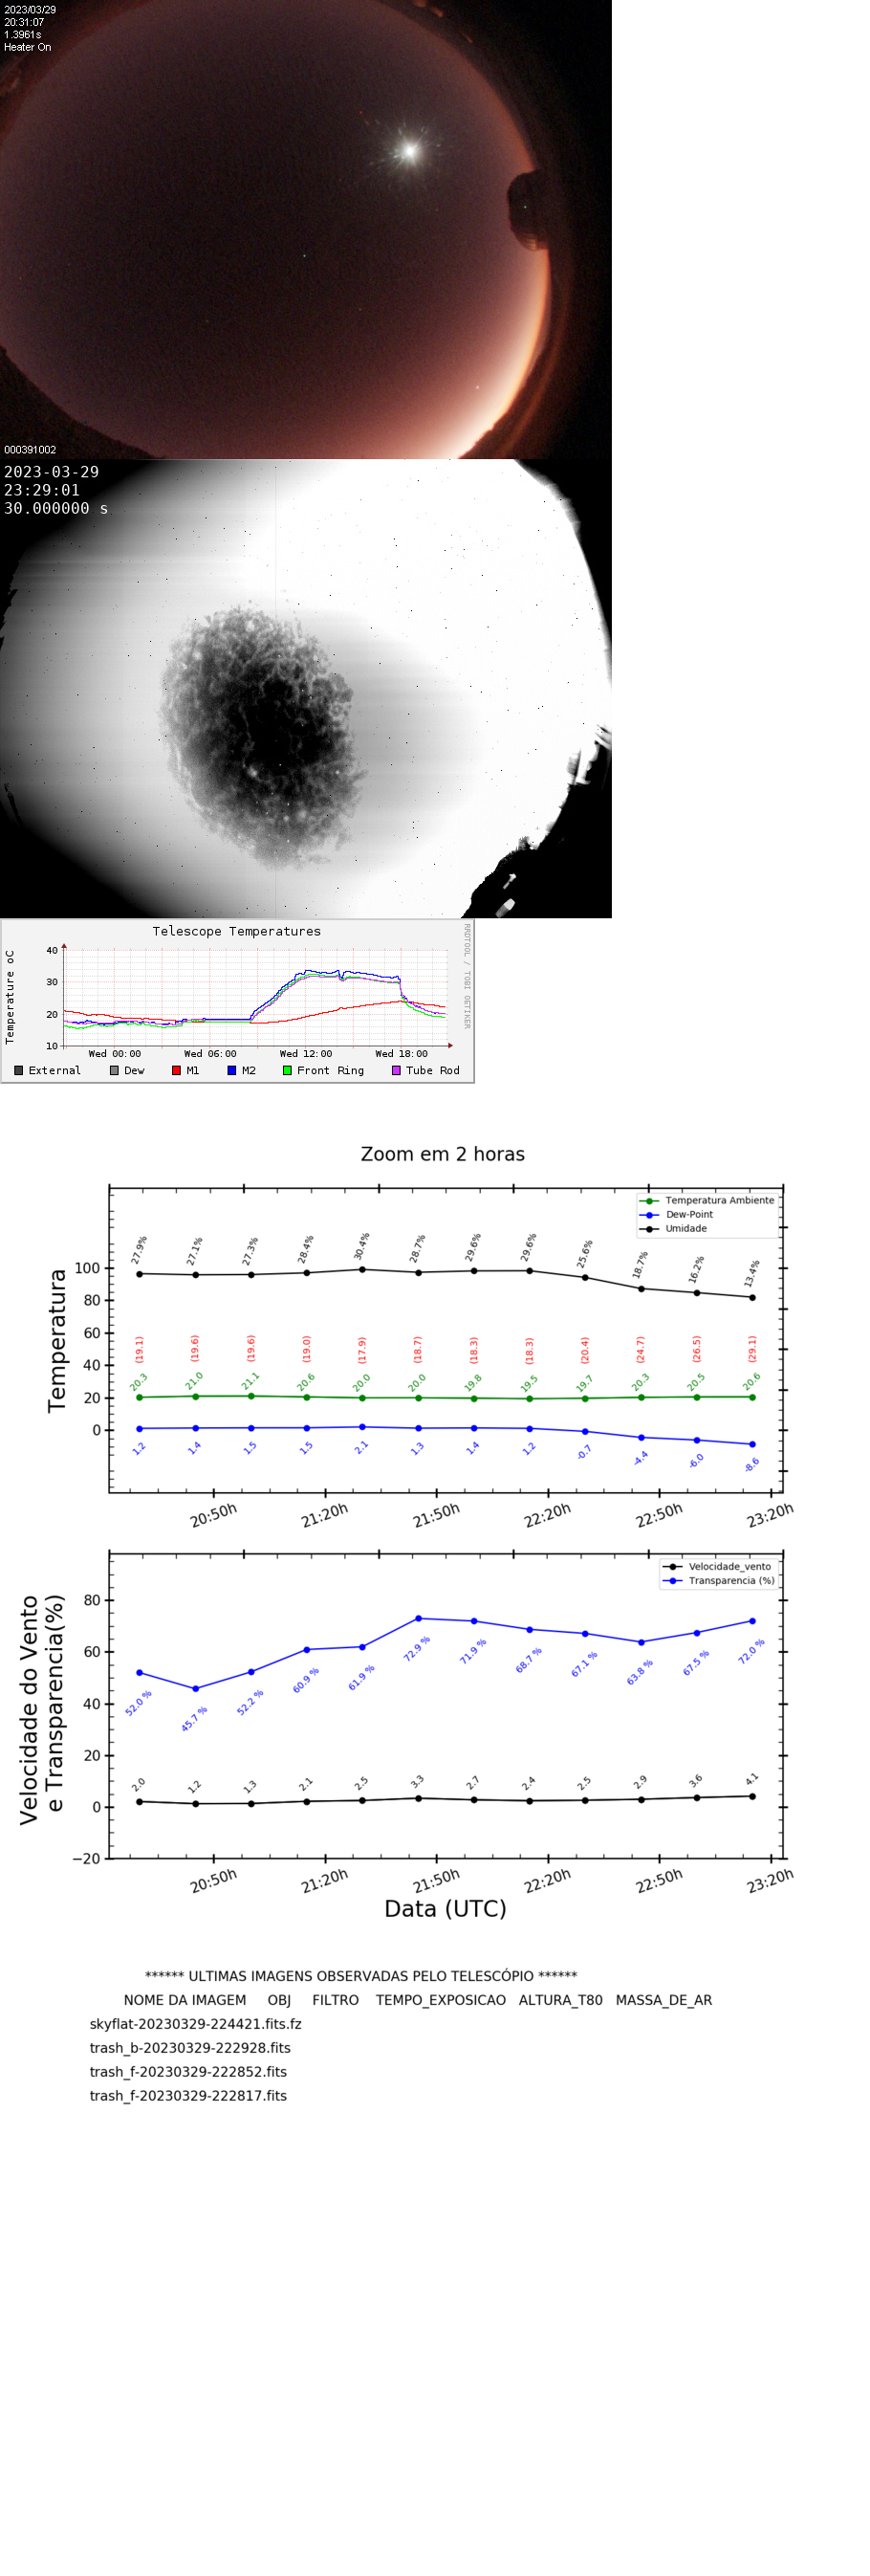 2023/03/29
20:31:07
1.3961s
Heater On
000391002
2023-03-29
23:29:01
30.000000 s
Telescope Temperatures
RRDTOOL / TOBI OETIKER
Temperature oC
40
30
20
10
Wed 00:00 Wed 06:00 Wed 12:00 Wed 18:00
External Dew M1 M2 Front Ring Tube Rod
Zoom em 2 horas
Temperatura Ambiente
Dew-Point
Umidade
Temperatura
100
80
60
40
20
0
27.9% 27.1% 27.3% 28.4% 30.4% 28.7% 29.6% 29.6% 25.6% 18.7% 16.2% 13.4%
(19.1) (19.6) (19.6) (19.0) (17.9) (18.7) (18.3) (18.3) (20.4) (24.7) (26.5) (29.1)
20.3 21.0 21.1 20.6 20.0 20.0 19.8 19.5 19.7 20.3 20.5 20.6
1.2 1.4 1.5 1.5 2.1 1.3 1.4 1.2 -0.7 -4.4 -6.0 -8.6
20:50h 21:20h 21:50h 22:20h 22:50h 23:20h
Velocidade_vento
Transparencia (%)
Velocidade do Vento
e Transparencia(%)
80
60
40
20
0
−20
52.0 % 45.7 % 52.2 % 60.9 % 61.9 % 72.9 % 71.9 % 68.7 % 67.1 % 63.8 % 67.5 % 72.0 %
2.0 1.2 1.3 2.1 2.5 3.3 2.7 2.4 2.5 2.9 3.6 4.1
20:50h 21:20h 21:50h 22:20h 22:50h 23:20h
Data (UTC)
****** ULTIMAS IMAGENS OBSERVADAS PELO TELESCÓPIO ******
NOME DA IMAGEM OBJ FILTRO TEMPO_EXPOSICAO ALTURA_T80 MASSA_DE_AR
skyflat-20230329-224421.fits.fz
trash_b-20230329-222928.fits
trash_f-20230329-222852.fits
trash_f-20230329-222817.fits